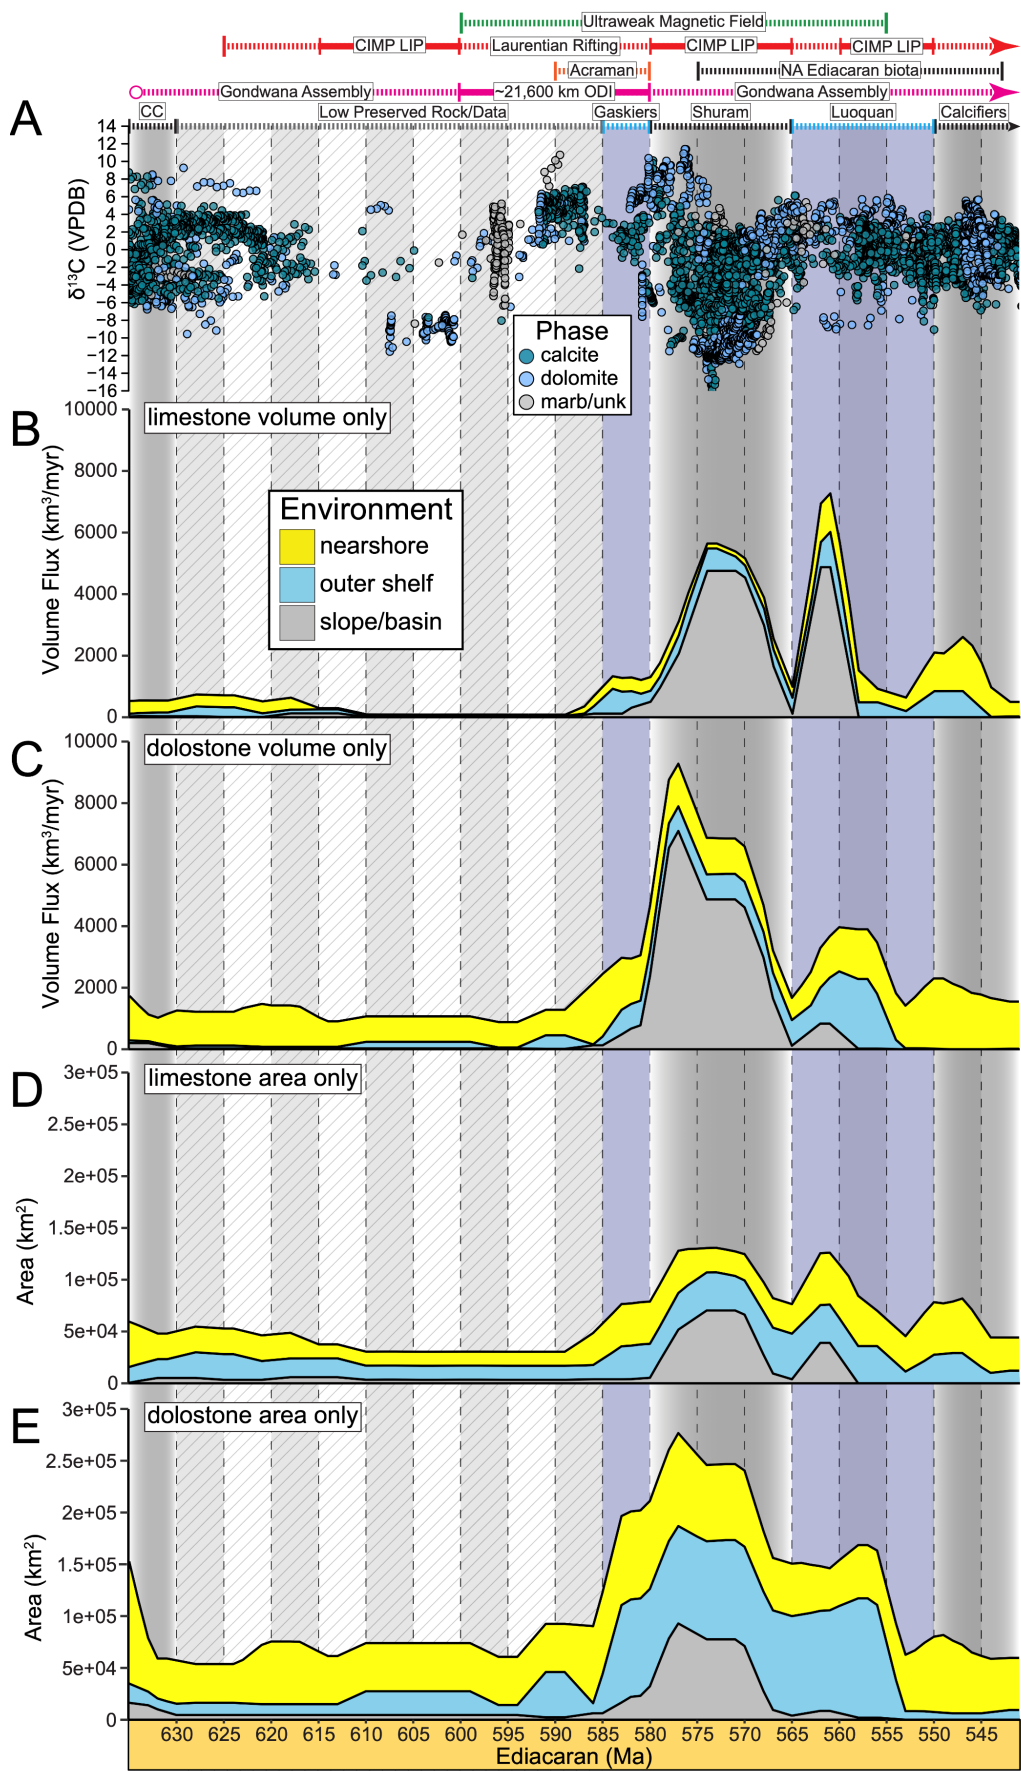 Ultraweak Magnetic Field
CIMP LIP Laurentian Rifting CIMP LIP CIMP LIP
Acraman NA Ediacaran biota
Gondwana Assembly ~21,600 km ODI Gondwana Assembly
CC Low Preserved Rock/Data Gaskiers Shuram Luoquan Calcifiers
A
δ¹³C (VPDB)
14
12
10
8
6
4
2
0
−2
−4
−6
−8
−10
−12
−14
−16
Phase
calcite
dolomite
marb/unk
B
limestone volume only
Volume Flux (km³/myr)
10000
8000
6000
4000
2000
0
Environment
nearshore
outer shelf
slope/basin
C
dolostone volume only
Volume Flux (km³/myr)
10000
8000
6000
4000
2000
0
D
limestone area only
Area (km²)
3e+05
2.5e+05
2e+05
1.5e+05
1e+05
5e+04
0
E
dolostone area only
Area (km²)
3e+05
2.5e+05
2e+05
1.5e+05
1e+05
5e+04
0
630 625 620 615 610 605 600 595 590 585 580 575 570 565 560 555 550 545
Ediacaran (Ma)